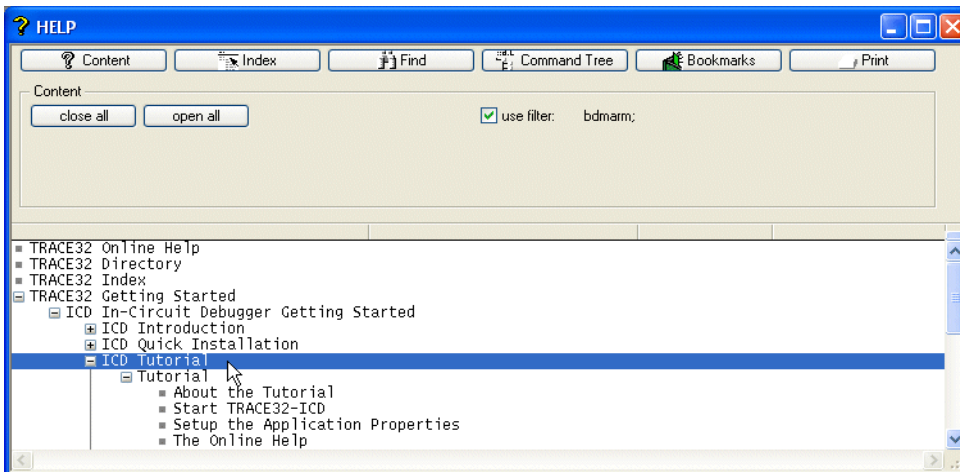 HELP
Content Index Find Command Tree Bookmarks Print
Content
close all open all use filter: bdmarm;
TRACE32 Online Help
TRACE32 Directory
TRACE32 Index
TRACE32 Getting Started
ICD In-Circuit Debugger Getting Started
ICD Introduction
ICD Quick Installation
ICD Tutorial
Tutorial
About the Tutorial
Start TRACE32-ICD
Setup the Application Properties
The Online Help